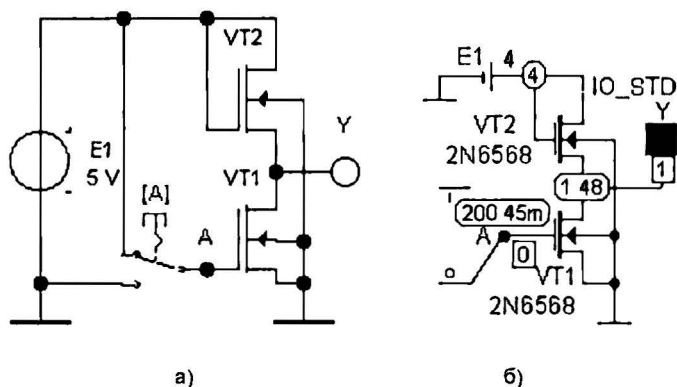 VT2
Y
E1
5 V
[A]
VT1
A
а)
E1
4
4
IO_STD
Y
VT2
2N6568
1
1 48
200 45m
A
0
VT1
2N6568
б)